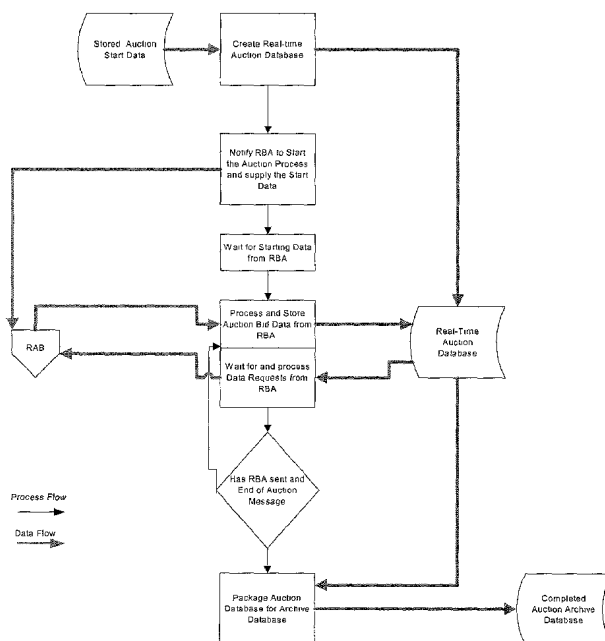 Stored Auction
Start Data
Create Real-time
Auction Database
Notify RBA to Start
the Auction Process
and supply the Start
Data
Wait for Starting Data
from RBA
Process and Store
Auction Bid Data from
RBA
RAB
Real-Time
Auction
Database
Wait for and process
Data Requests from
RBA
Has RBA sent and
End of Auction
Message
Process Flow
Data Flow
Package Auction
Database for Archive
Database
Completed
Auction Archive
Database